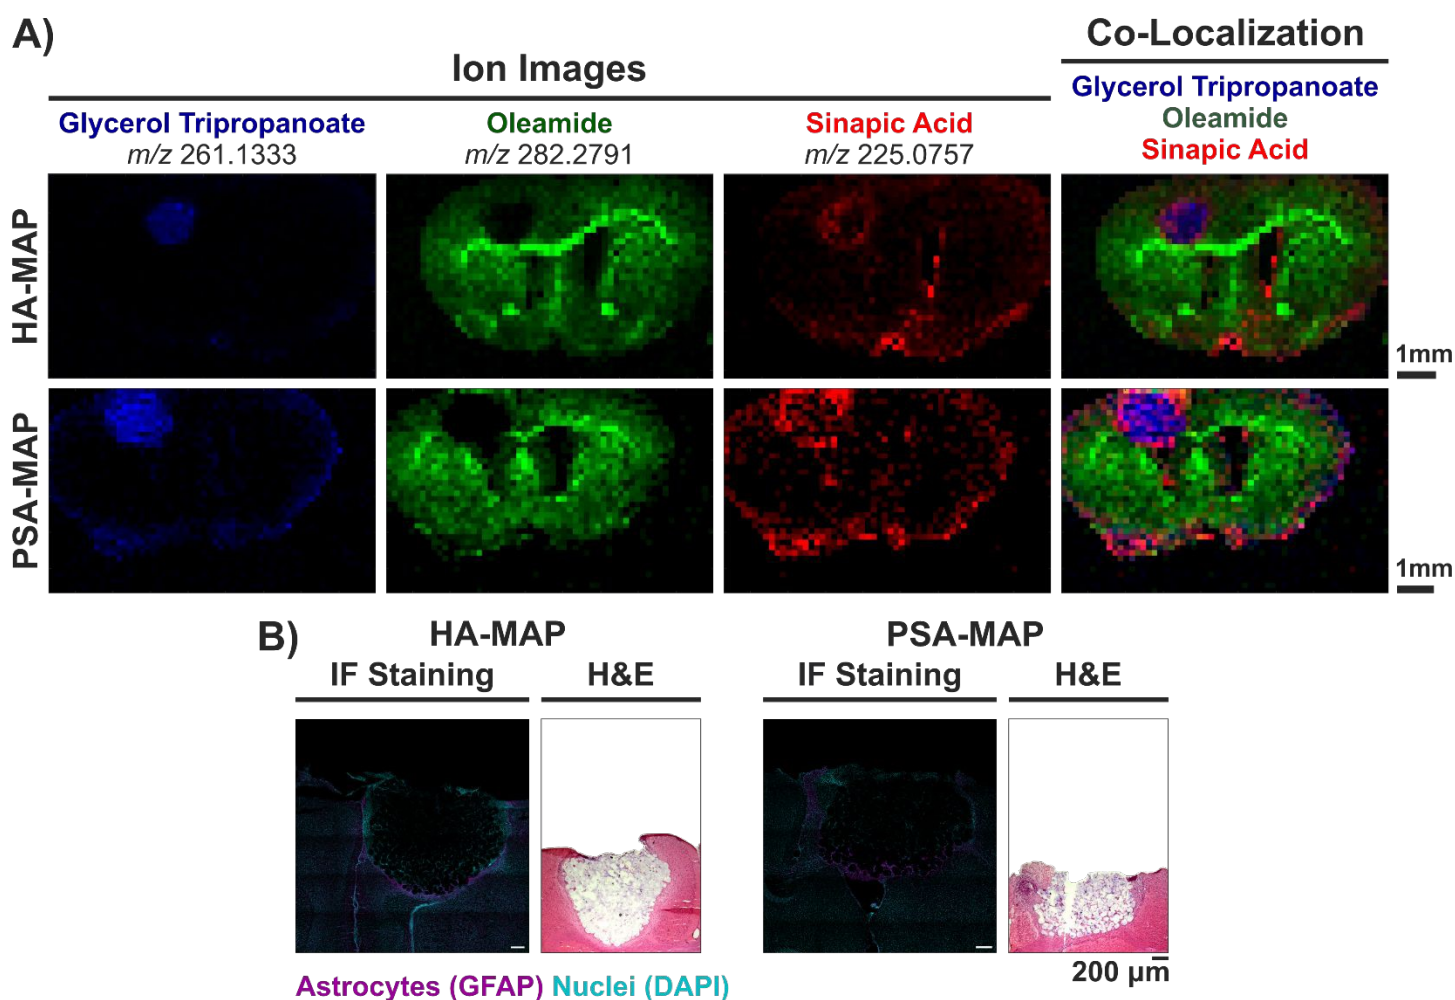 A)
Co-Localization
Ion Images
Glycerol Tripropanoate
Oleamide
Sinapic Acid
Glycerol Tripropanoate
m/z 261.1333
m/z 282.2791
m/z 225.0757
Oleamide
Sinapic Acid
HA-MAP
1mm
PSA-MAP
1mm
B)
HA-MAP
PSA-MAP
IF Staining
H&E
IF Staining
H&E
200 µm
Astrocytes (GFAP) Nuclei (DAPI)